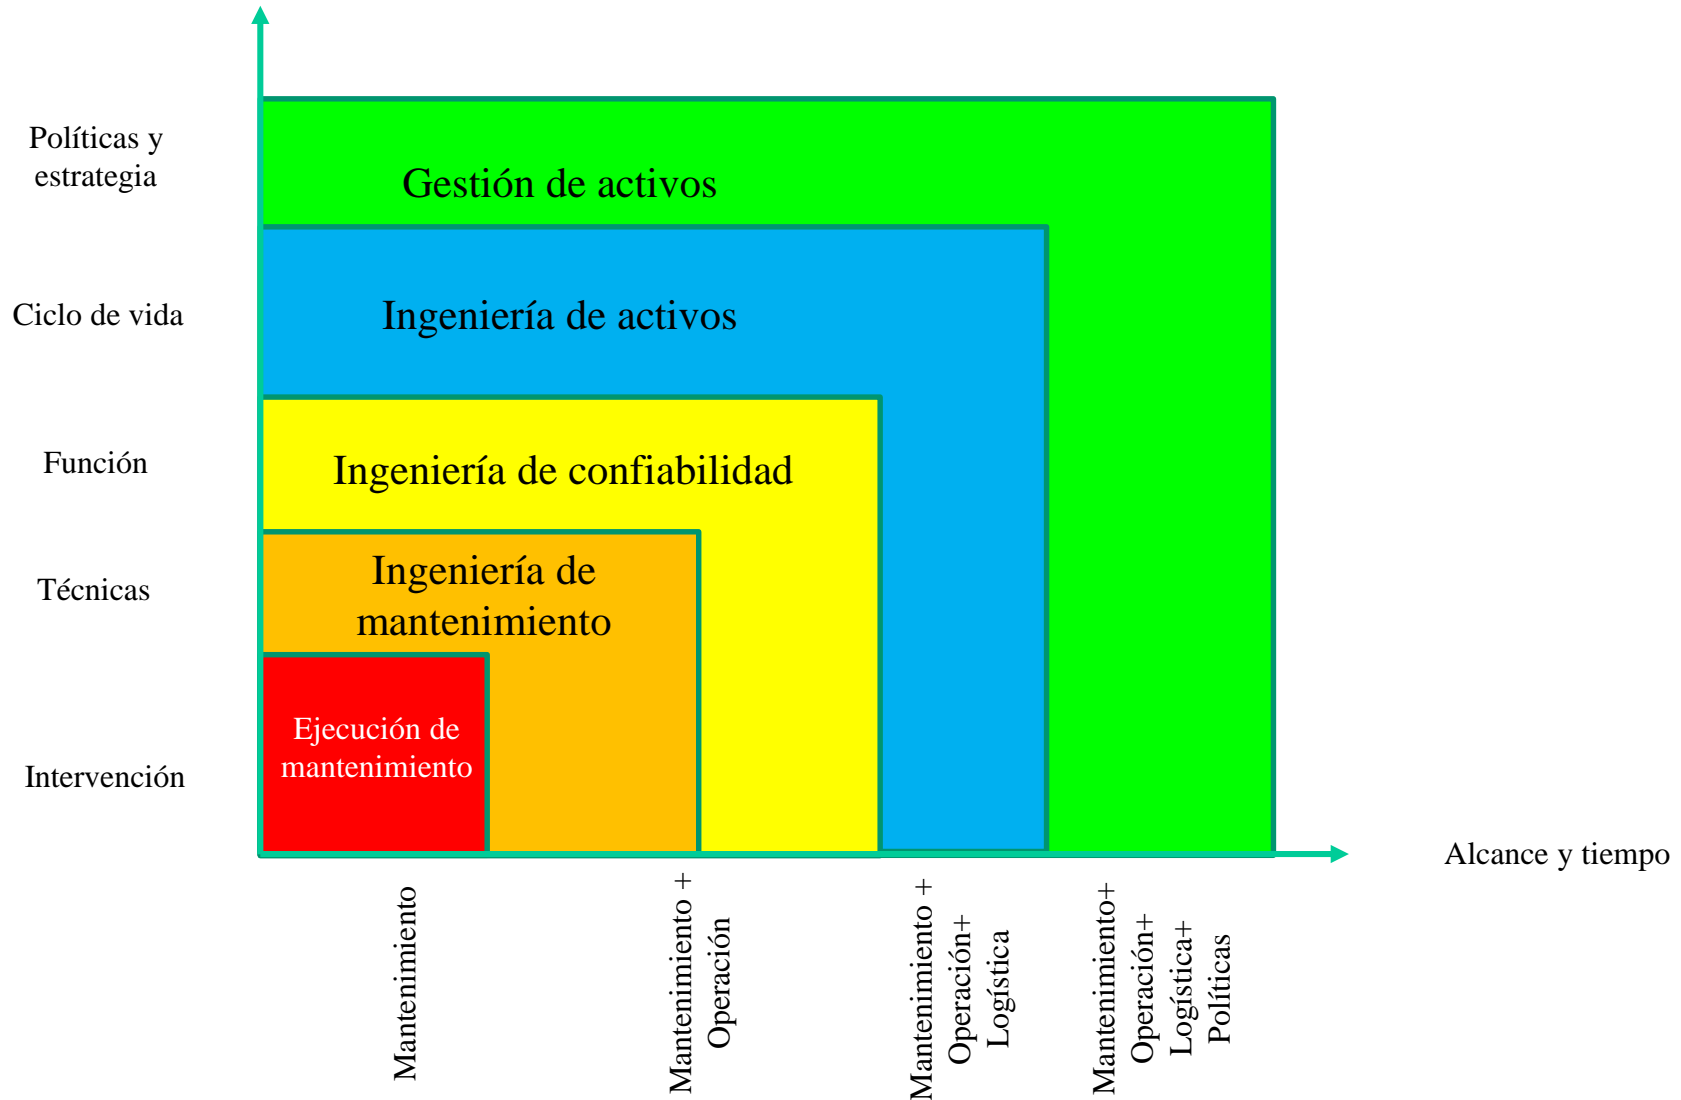 Políticas y
estrategia
Gestión de activos
Ciclo de vida
Ingeniería de activos
Función
Ingeniería de confiabilidad
Técnicas
Ingeniería de
mantenimiento
Ejecución de
mantenimiento
Intervención
Alcance y tiempo
Mantenimiento
Mantenimiento +
Operación
Mantenimiento +
Operación+
Logística
Mantenimiento+
Operación+
Logística+
Políticas